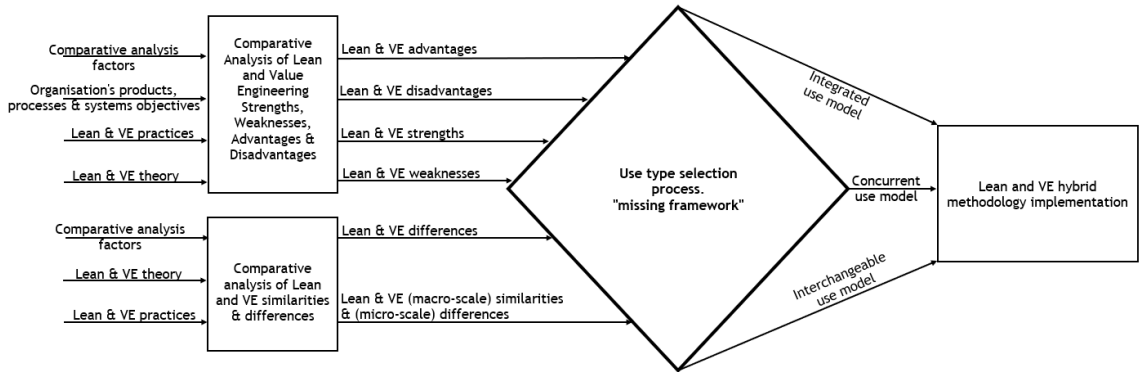 Comparative analysis
factors
Organisation's products,
processes & systems objectives
Lean & VE practices
Lean & VE theory
Comparative
Analysis of Lean
and Value
Engineering
Strengths,
Weaknesses,
Advantages &
Disadvantages
Lean & VE advantages
Lean & VE disadvantages
Lean & VE strengths
Lean & VE weaknesses
Comparative analysis
factors
Lean & VE theory
Lean & VE practices
Comparative
analysis of Lean
and VE similarities
& differences
Lean & VE differences
Lean & VE (macro-scale) similarities
& (micro-scale) differences
Use type selection
process.
"missing framework"
Integrated
use model
Concurrent
use model
Interchangeable
use model
Lean and VE hybrid
methodology implementation